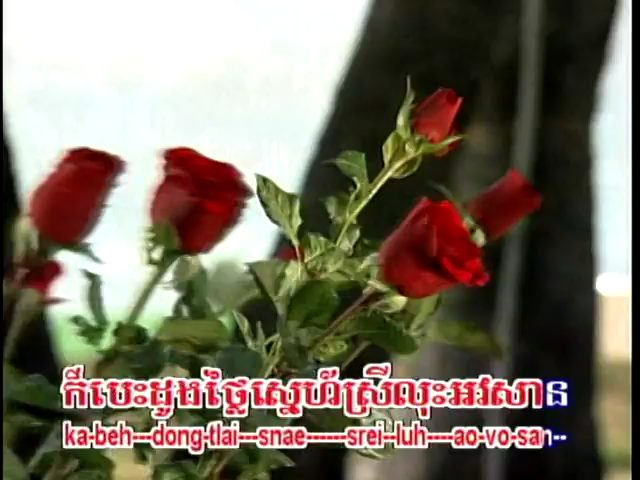 ក៏បេះដូងថ្លៃស្នេហ៍ស្រីលុះអវសាន
ka-beh---dong-tlai---snae------srei--luh----ao-vo-san--